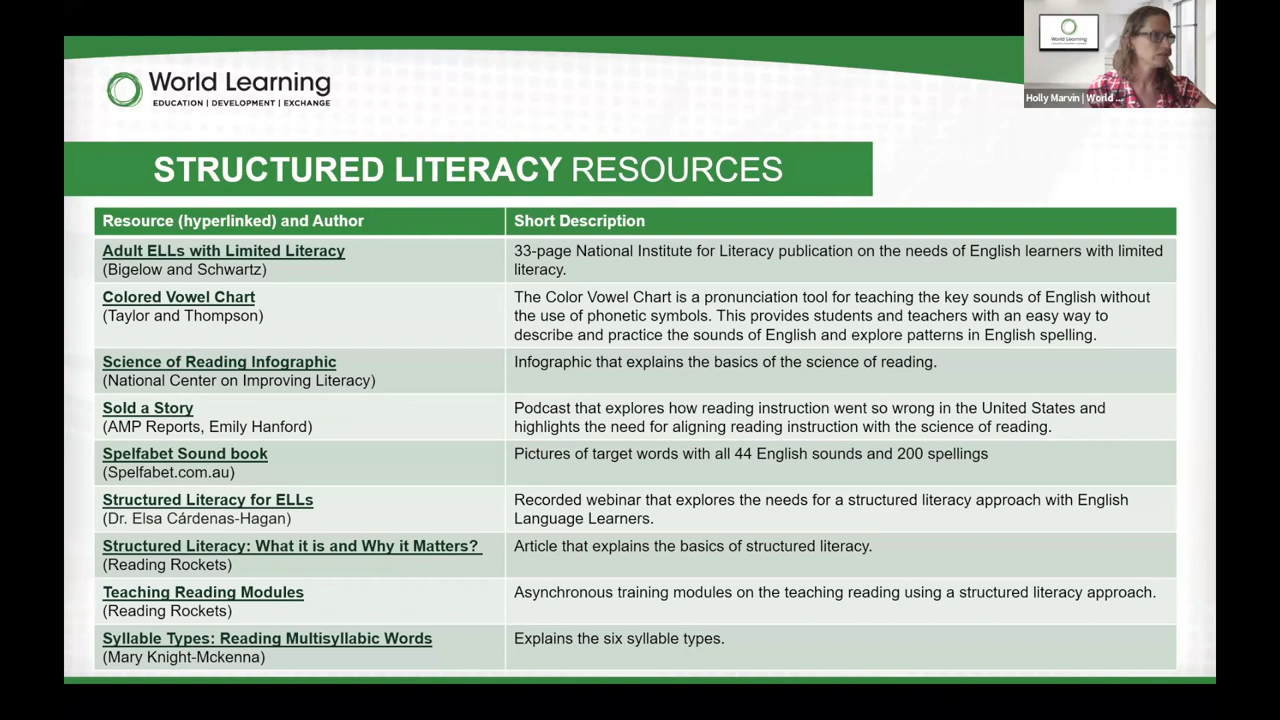 World Learning
EDUCATION | DEVELOPMENT | EXCHANGE
World Learning
Holly Marvin | World ...
STRUCTURED LITERACY RESOURCES
Resource (hyperlinked) and Author
Short Description
Adult ELLs with Limited Literacy
(Bigelow and Schwartz)
33-page National Institute for Literacy publication on the needs of English learners with limited
literacy.
Colored Vowel Chart
(Taylor and Thompson)
The Color Vowel Chart is a pronunciation tool for teaching the key sounds of English without
the use of phonetic symbols. This provides students and teachers with an easy way to
describe and practice the sounds of English and explore patterns in English spelling.
Science of Reading Infographic
(National Center on Improving Literacy)
Infographic that explains the basics of the science of reading.
Sold a Story
(AMP Reports, Emily Hanford)
Podcast that explores how reading instruction went so wrong in the United States and
highlights the need for aligning reading instruction with the science of reading.
Spelfabet Sound book
(Spelfabet.com.au)
Pictures of target words with all 44 English sounds and 200 spellings
Structured Literacy for ELLs
(Dr. Elsa Cárdenas-Hagan)
Recorded webinar that explores the needs for a structured literacy approach with English
Language Learners.
Structured Literacy: What it is and Why it Matters?
(Reading Rockets)
Article that explains the basics of structured literacy.
Teaching Reading Modules
(Reading Rockets)
Asynchronous training modules on the teaching reading using a structured literacy approach.
Syllable Types: Reading Multisyllabic Words
(Mary Knight-Mckenna)
Explains the six syllable types.